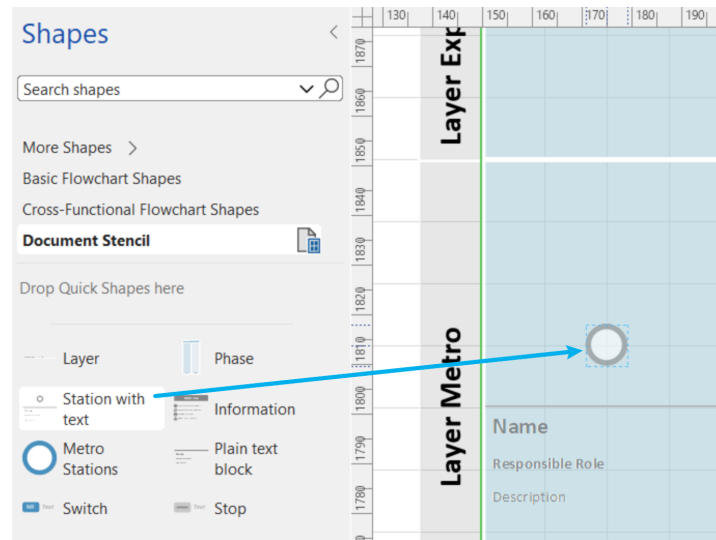 Shapes
Search shapes
More Shapes
Basic Flowchart Shapes
Cross-Functional Flowchart Shapes
Document Stencil
Drop Quick Shapes here
Layer
Phase
Station with
text
Information
Metro
Stations
Plain text
block
Switch
Stop
130 140 150 160 170 180 190
1870
1860
1850
1840
1830
1820
1810
1800
1790
1780
Layer Exp
Layer Metro
Name
Responsible Role
Description